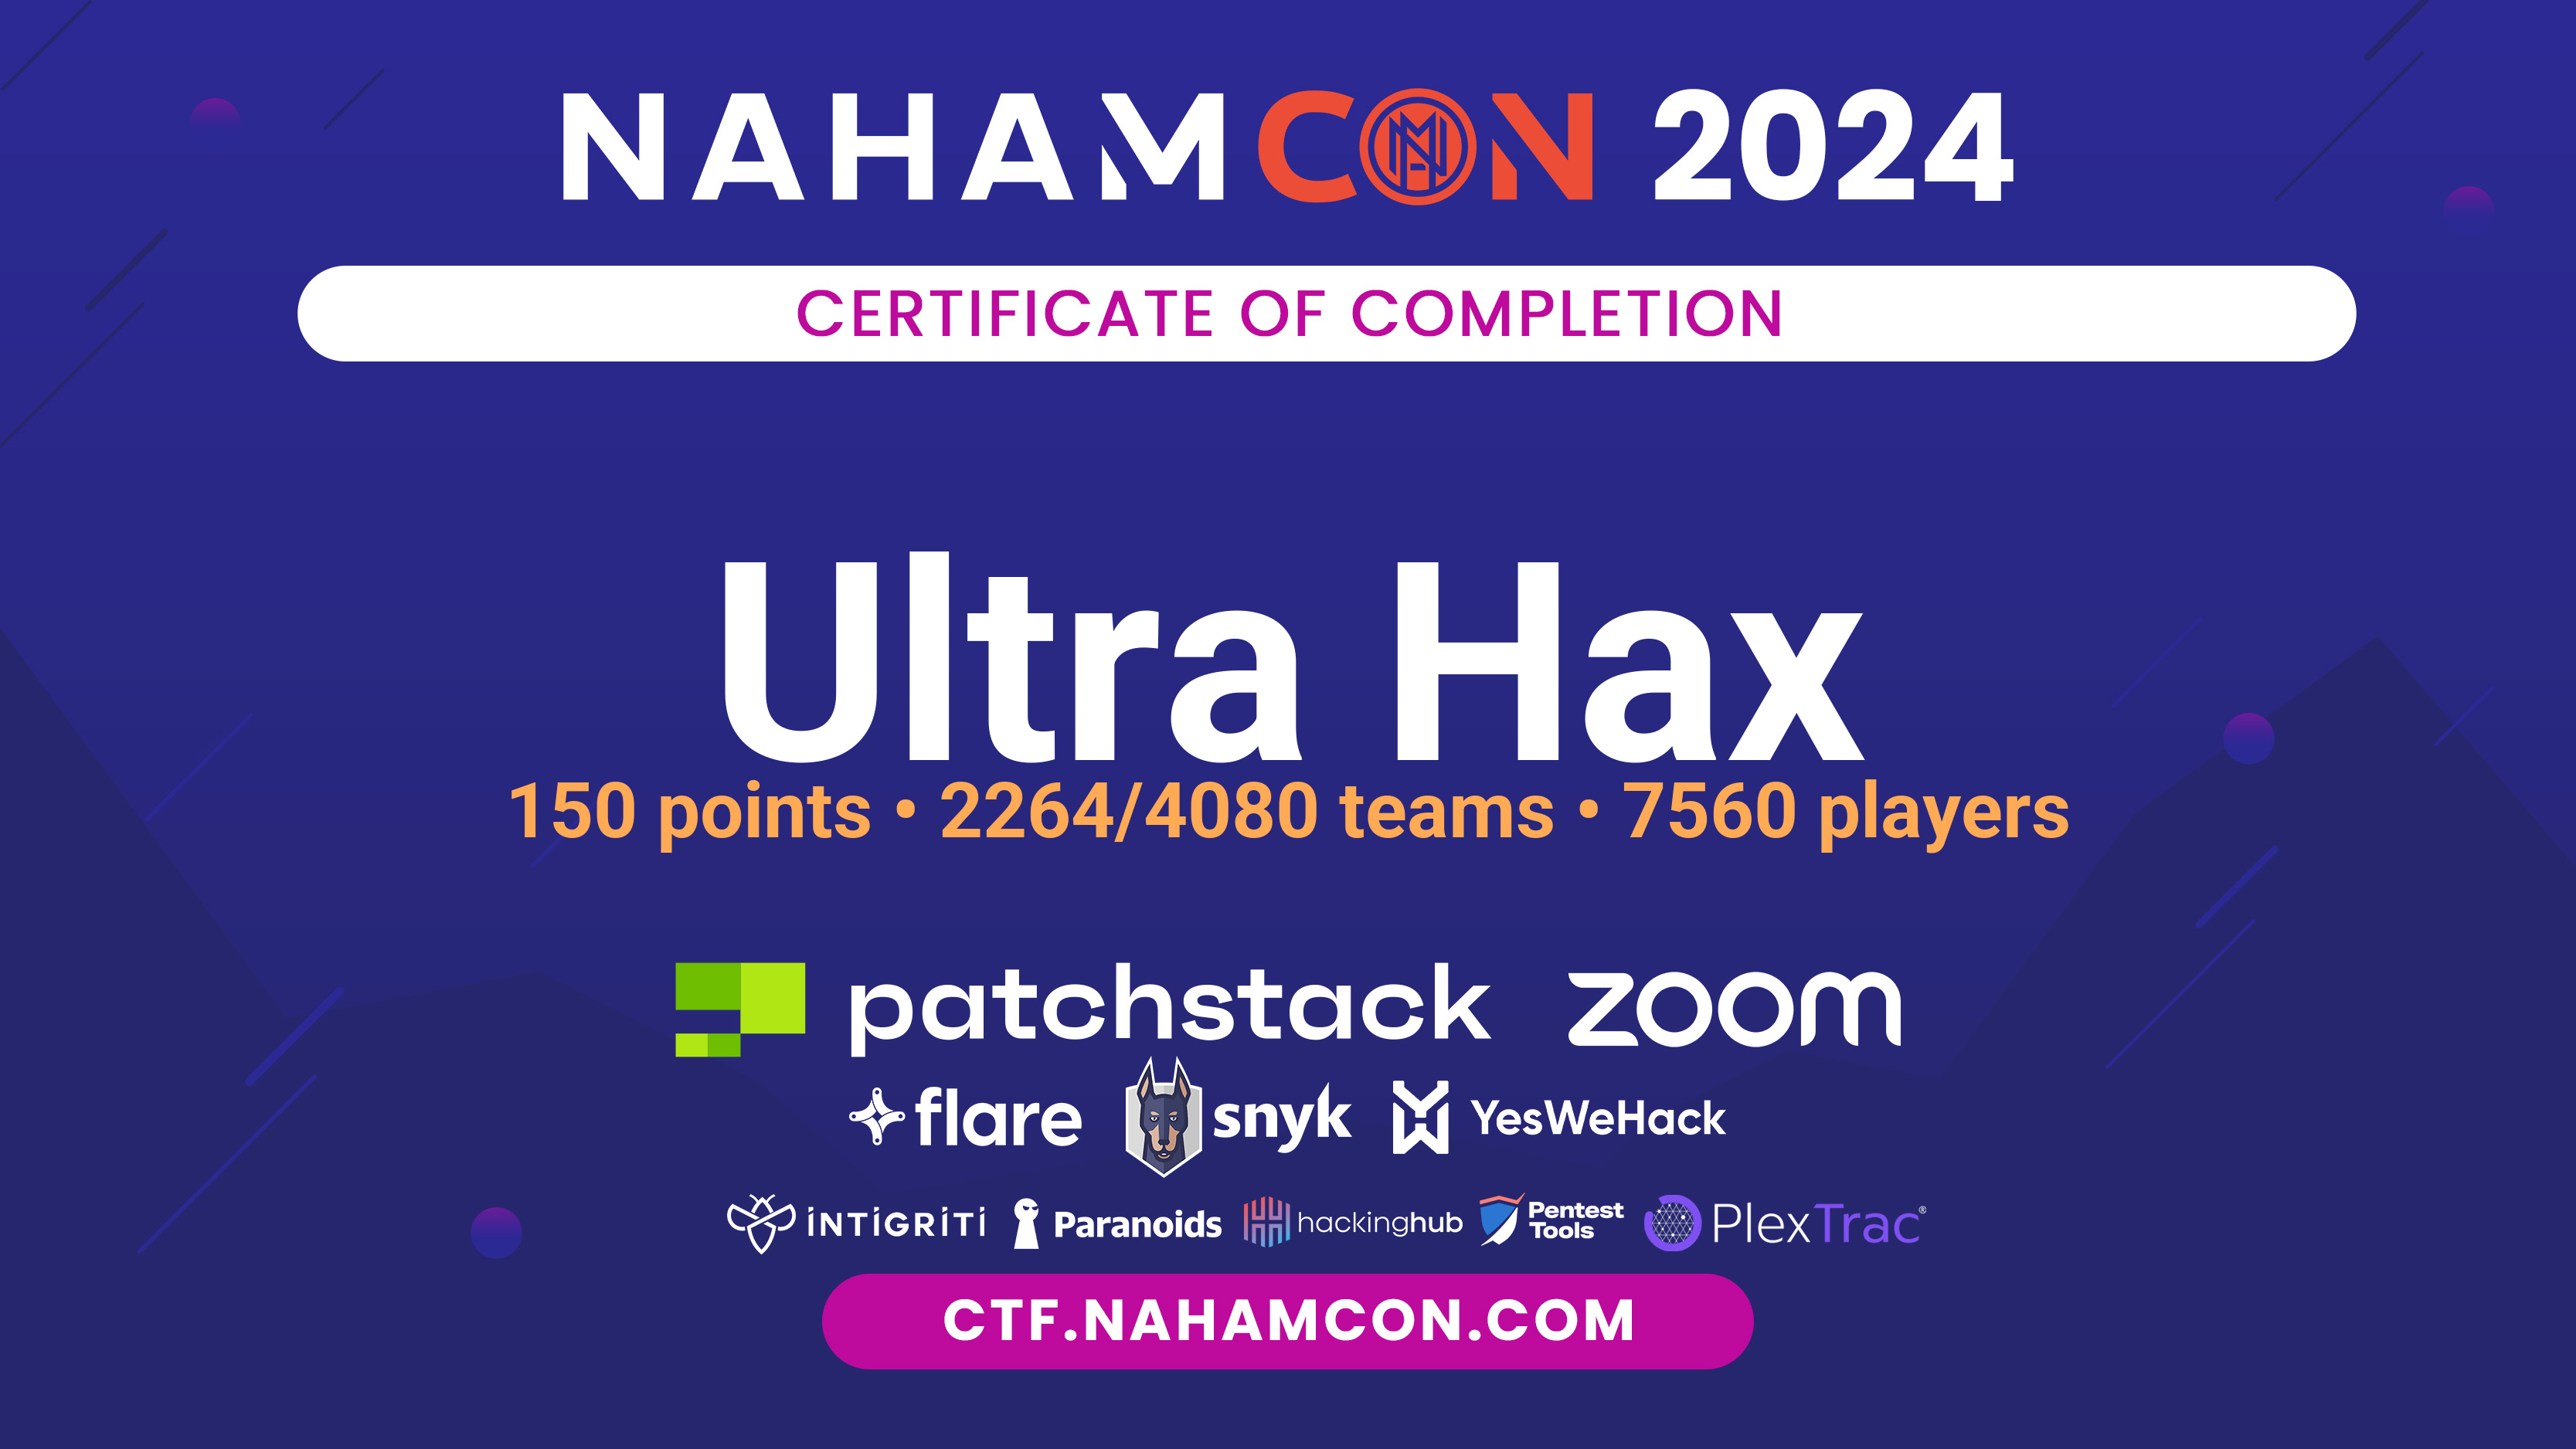 NAHAMCON 2024
CERTIFICATE OF COMPLETION
Ultra Hax
150 points • 2264/4080 teams • 7560 players
patchstack zoom
flare snyk YesWeHack
INTIGRITI Paranoids hackinghub Pentest Tools PlexTrac®
CTF.NAHAMCON.COM